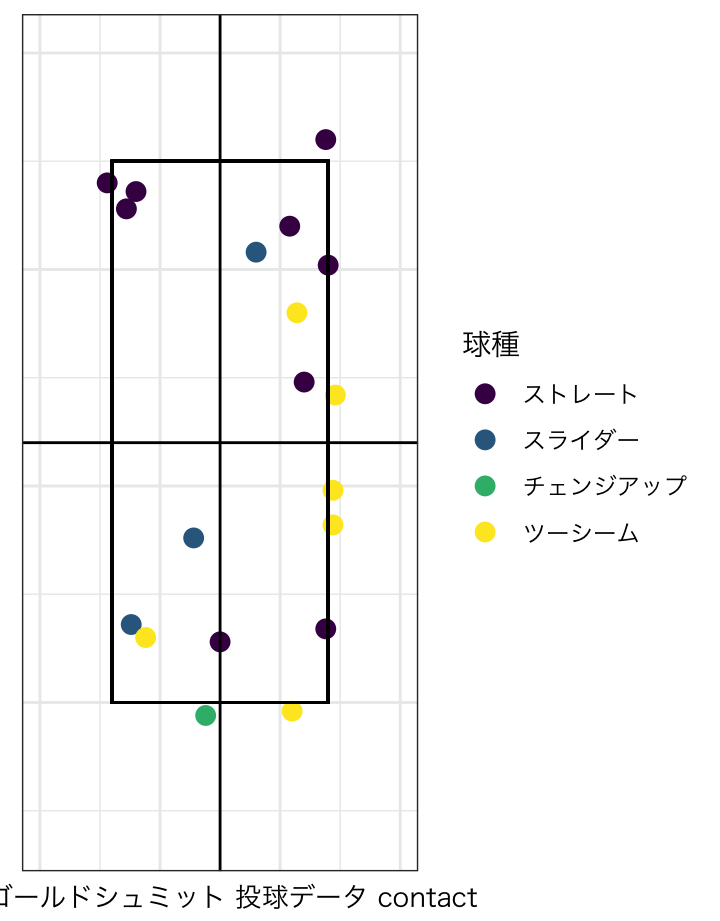 球種
ストレート
スライダー
チェンジアップ
ツーシーム
ゴールドシュミット 投球データ contact